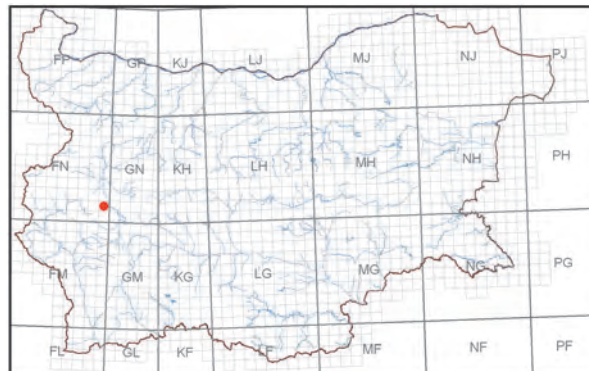 FP GP KJ LJ MJ NJ PJ
FN GN KH LH MH NH PH
FM GM KG LG MG NG PG
FL GL KF LF MF NF PF